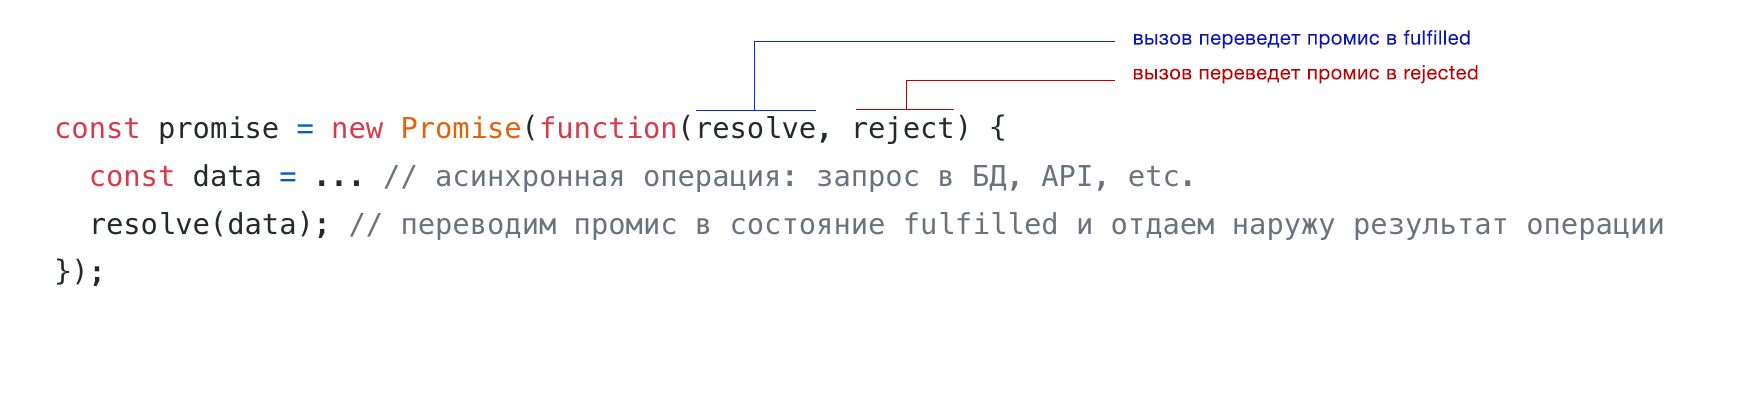 вызов переведет промис в fulfilled
вызов переведет промис в rejected
const promise = new Promise(function(resolve, reject) {
  const data = ... // асинхронная операция: запрос в БД, API, etc.
  resolve(data); // переводим промис в состояние fulfilled и отдаем наружу результат операции
});